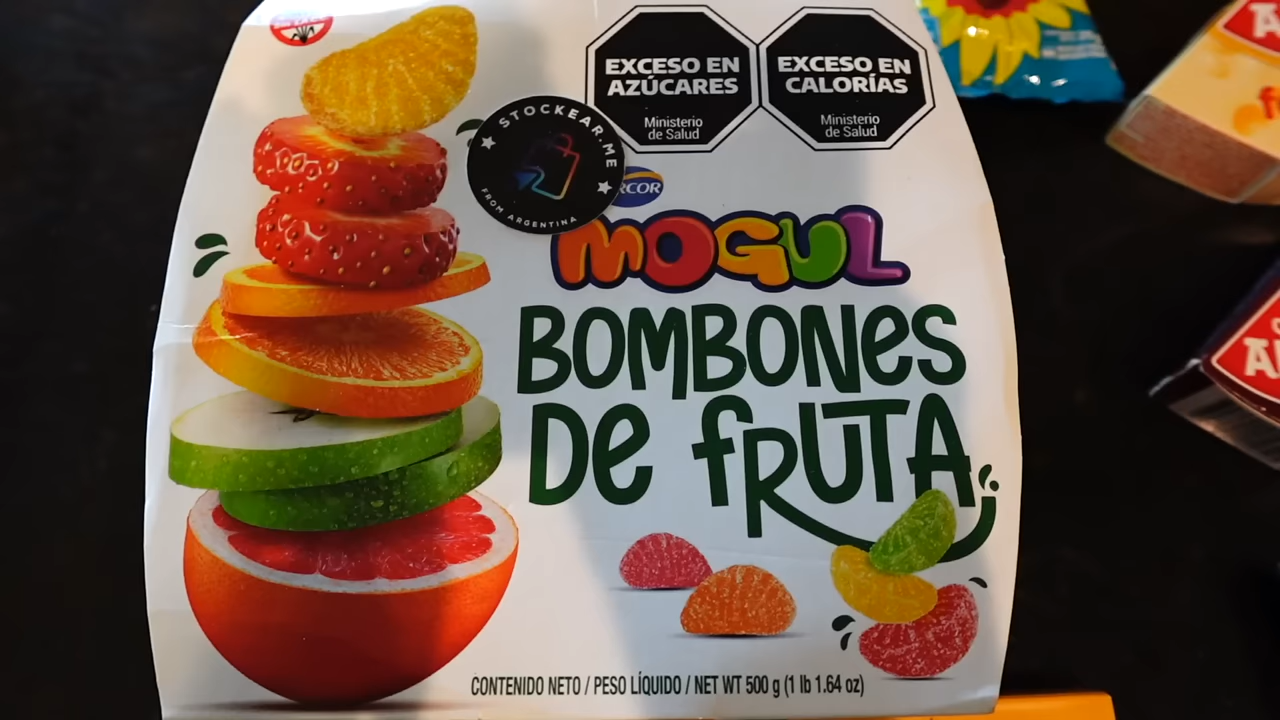 EXCESO EN
AZÚCARES
Ministerio
de Salud
EXCESO EN
CALORÍAS
Ministerio
de Salud
STOCKEAR.ME
FROM ARGENTINA
RCOR
MOGUL
BOMBONES
DE FRUTA
CONTENIDO NETO / PESO LÍQUIDO / NET WT 500 g (1 lb 1.64 oz)